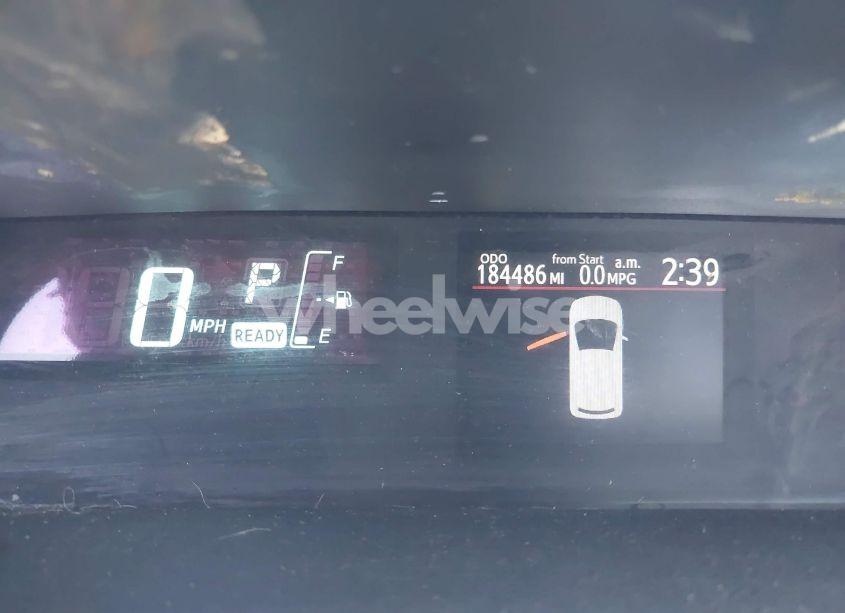 ODO from Start a.m.
184486 MI 0.0 MPG 2:39
P F
0 MPH READY E
wheelwise